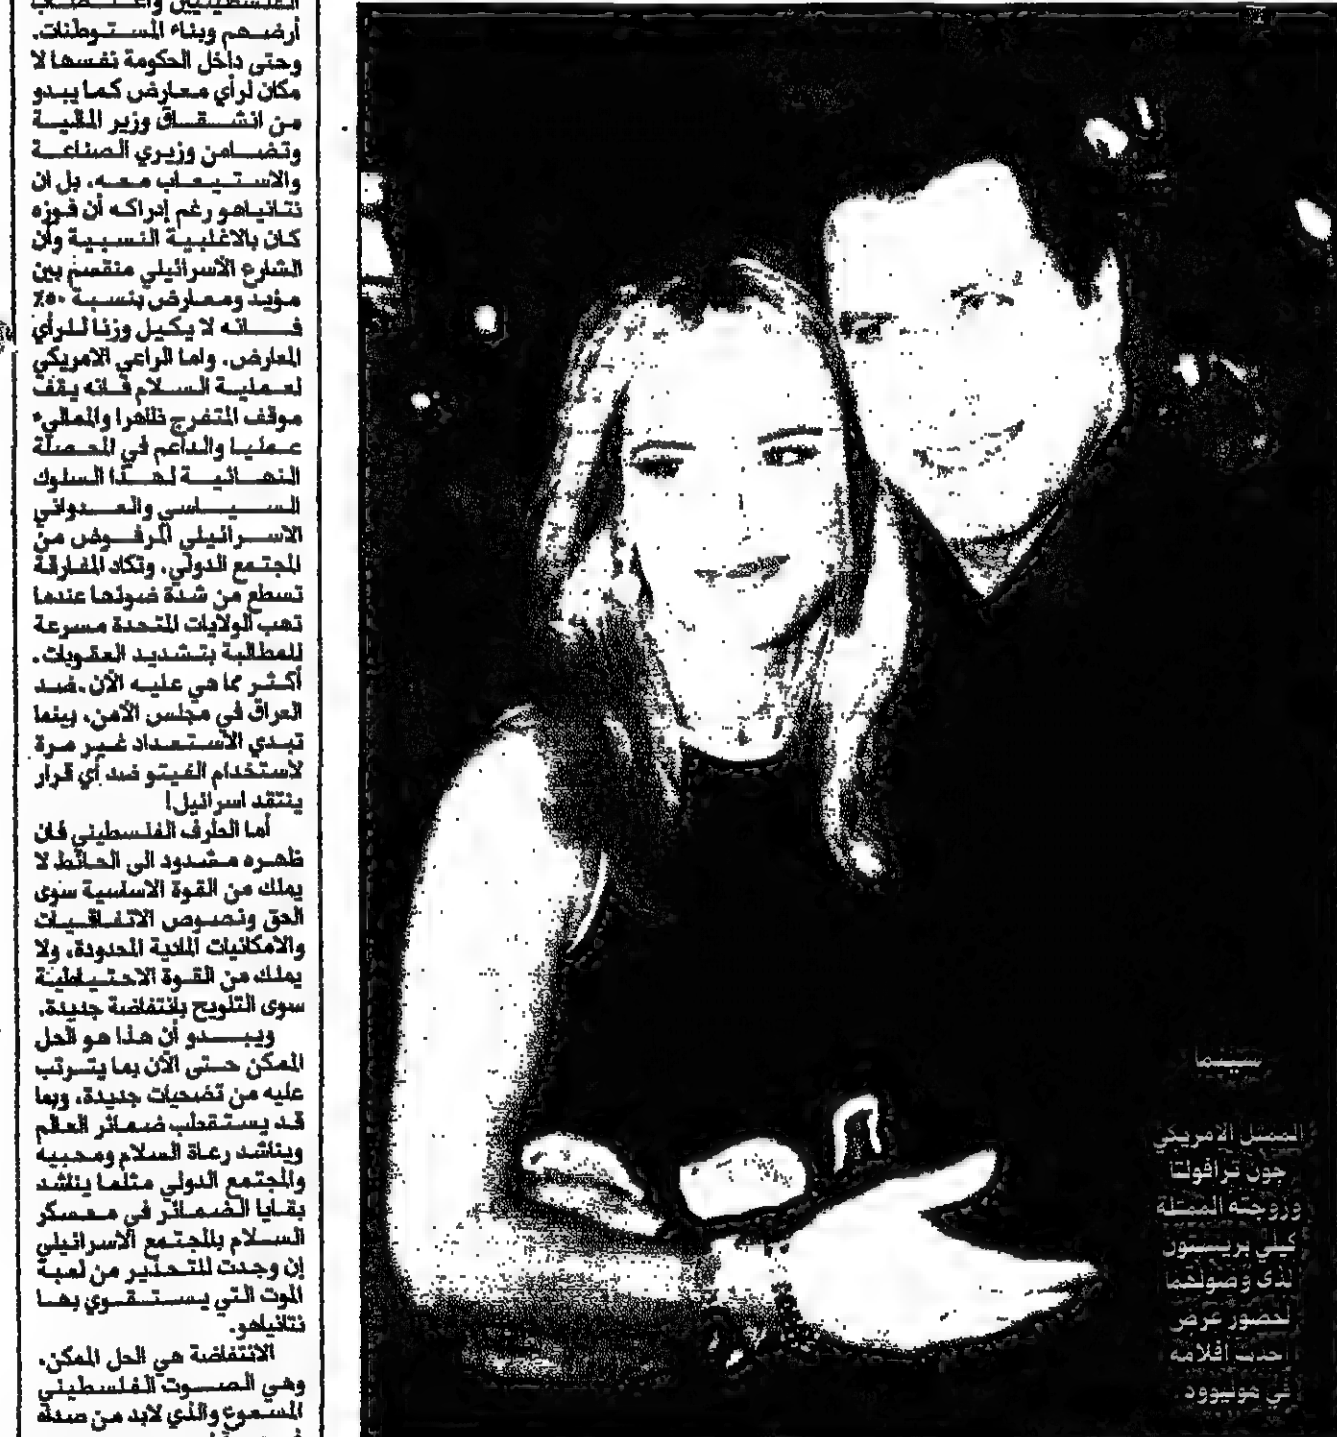 الفلسطينيين واغتصاب
أرضهم وبناء المستوطنات.
وحتى داخل الحكومة نفسها لا
مكان لرأي معارض كما يبدو
من انشقاق وزير المالية
وتضامن وزيري الصناعة
والاستيعاب معه، بل ان
نتانياهو رغم إدراكه أن فوزه
كان بالاغلبية النسبية وأن
الشارع الاسرائيلي منقسم بين
مؤيد ومعارض بنسبة ٥٠٪
فانه لا يكيل وزنا للرأي
المعارض. واما الراعي الامريكي
لعملية السلام فانه يقف
موقف المتفرج ظاهرا والمماليء
عمليا والداعم في المحصلة
النهائية لهذا السلوك
السياسي والعدواني
الاسرائيلي المرفوض من
المجتمع الدولي. وتكاد المفارقة
تسطع من شدة ضوئها عندما
تهب الولايات المتحدة مسرعة
للمطالبة بتشديد العقوبات،
أكثر مما هي عليه الآن، ضد
العراق في مجلس الأمن، بينما
تبدي الاستعداد غير مرة
لاستخدام الفيتو ضد أي قرار
ينتقد اسرائيل!
أما الطرف الفلسطيني فان
ظهره مشدود الى الحائط لا
يملك من القوة الاساسية سوى
الحق ونصوص الاتفاقيات
والامكانيات المادية المحدودة، ولا
يملك من القوة الاحتياطية
سوى التلويح بانتفاضة جديدة.
ويبدو أن هذا هو الحل
الممكن حتى الآن بما يترتب
عليه من تضحيات جديدة، وبما
قد يستقطب ضمائر العالم
ويناشد رعاة السلام ومحبيه
والمجتمع الدولي مثلما يناشد
بقايا الضمائر في معسكر
السلام بالمجتمع الاسرائيلي
إن وجدت للتحذير من لعبة
الموت التي يستقوي بها
نتانياهو.
الانتفاضة هي الحل الممكن،
وهي الصوت الفلسطيني
المسموع والذي لابد من صداه
سينما
الممثل الامريكي
جون ترافولتا
وزوجته الممثلة
كيلي بريستون
لدى وصولهما
لحضور عرض
احدث افلامه
في هوليوود